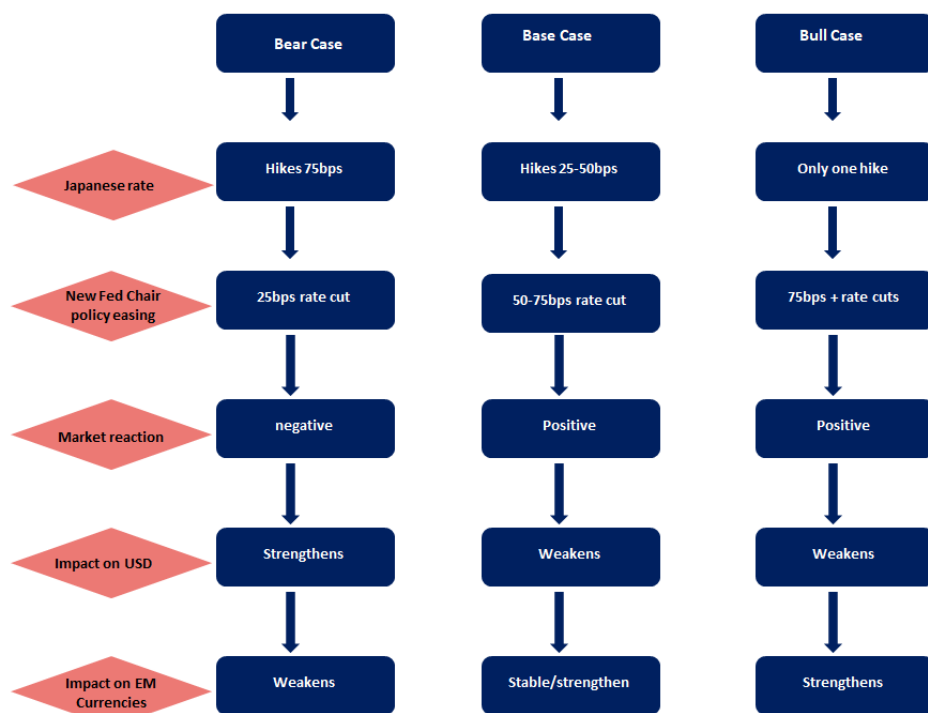 Bear Case
Base Case
Bull Case
Japanese rate
Hikes 75bps
Hikes 25-50bps
Only one hike
New Fed Chair
policy easing
25bps rate cut
50-75bps rate cut
75bps + rate cuts
Market reaction
negative
Positive
Positive
Impact on USD
Strengthens
Weakens
Weakens
Impact on EM
Currencies
Weakens
Stable/strengthen
Strengthens